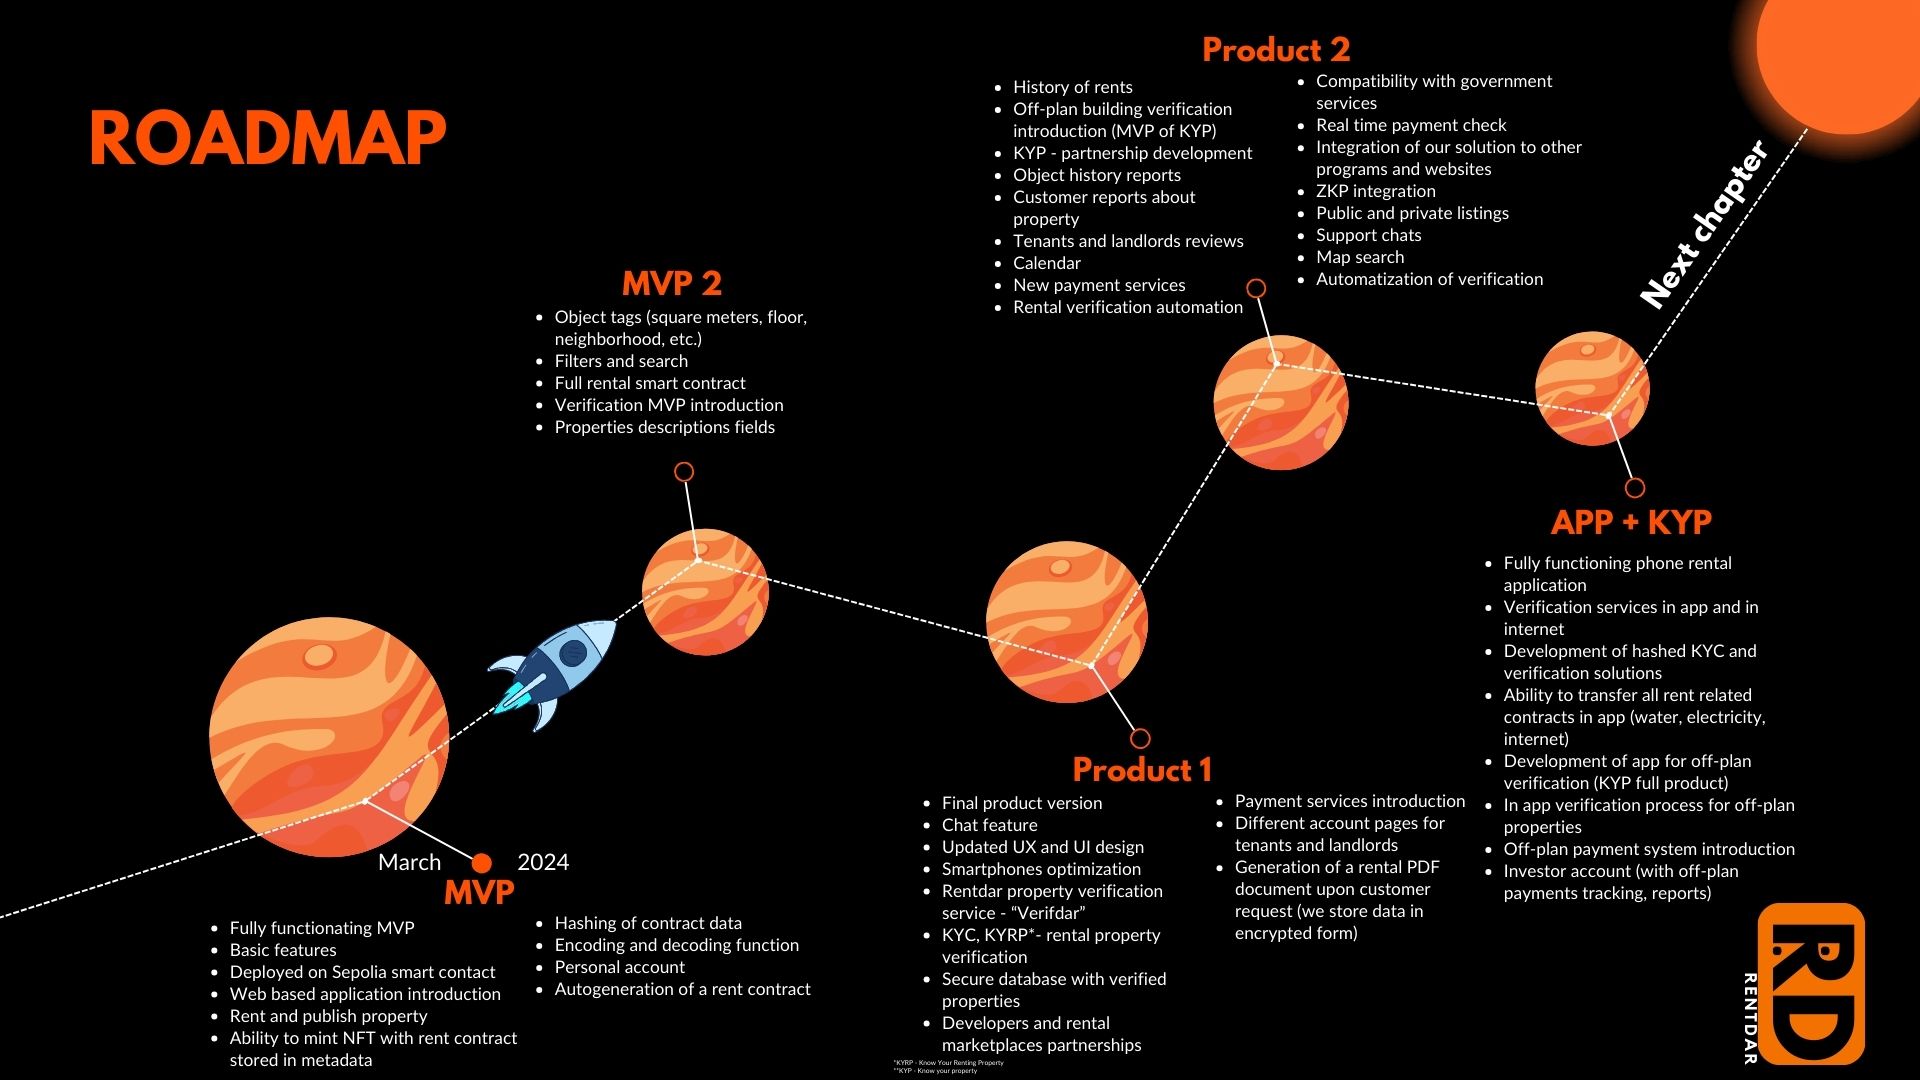 ROADMAP
Product 2
History of rents
Off-plan building verification
introduction (MVP of KYP)
KYP - partnership development
Object history reports
Customer reports about
property
Tenants and landlords reviews
Calendar
New payment services
Rental verification automation
Compatibility with government
services
Real time payment check
Integration of our solution to other
programs and websites
ZKP integration
Public and private listings
Support chats
Map search
Automatization of verification
Next chapter
MVP 2
Object tags (square meters, floor,
neighborhood, etc.)
Filters and search
Full rental smart contract
Verification MVP introduction
Properties descriptions fields
APP + KYP
Fully functioning phone rental
application
Verification services in app and in
internet
Development of hashed KYC and
verification solutions
Ability to transfer all rent related
contracts in app (water, electricity,
internet)
Development of app for off-plan
verification (KYP full product)
In app verification process for off-plan
properties
Off-plan payment system introduction
Investor account (with off-plan
payments tracking, reports)
Product 1
Final product version
Chat feature
Updated UX and UI design
Smartphones optimization
Rentdar property verification
service - “Verifdar”
KYC, KYRP*- rental property
verification
Secure database with verified
properties
Developers and rental
marketplaces partnerships
Payment services introduction
Different account pages for
tenants and landlords
Generation of a rental PDF
document upon customer
request (we store data in
encrypted form)
March 2024
MVP
Fully functionating MVP
Basic features
Deployed on Sepolia smart contact
Web based application introduction
Rent and publish property
Ability to mint NFT with rent contract
stored in metadata
Hashing of contract data
Encoding and decoding function
Personal account
Autogeneration of a rent contract
*KYRP - Know Your Renting Property
**KYP - Know your property
RD
RENTDAR